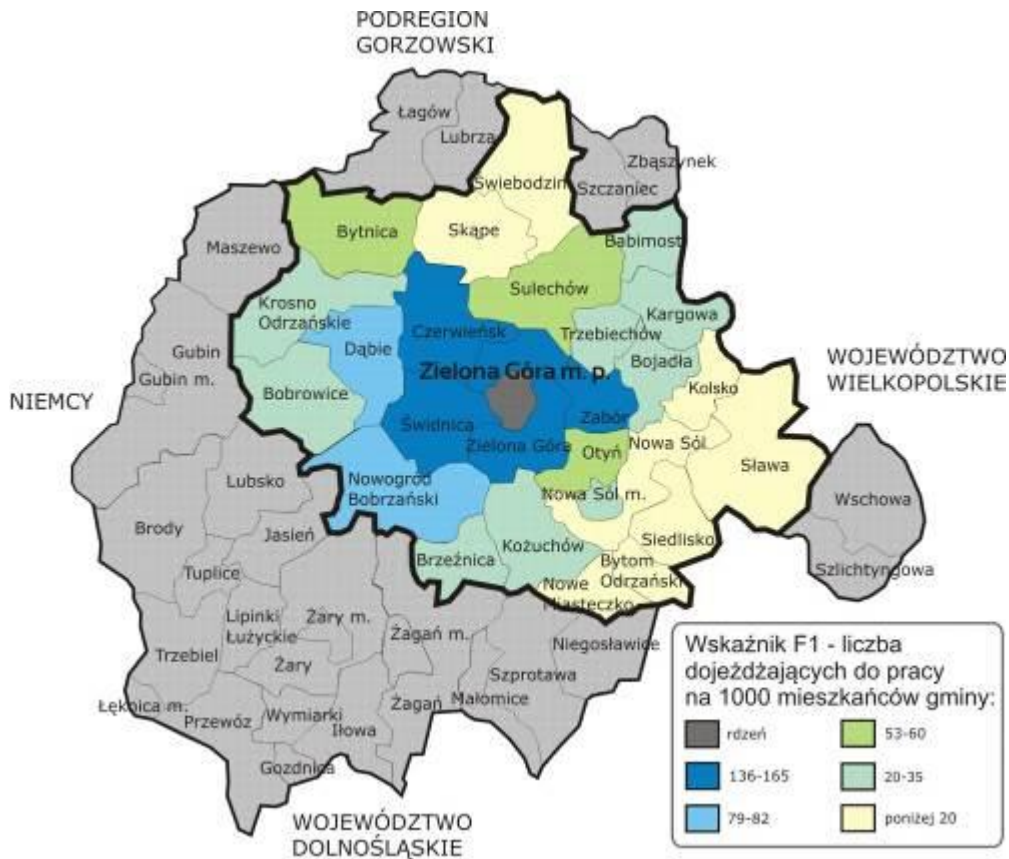 PODREGION
GORZOWSKI
Łagów
Lubrza
Świebodzin
Zbąszynek
Szczaniec
Skąpe
Bytnica
Babimost
Maszewo
Sulechów
Krosno
Odrzańskie
Kargowa
Czerwieńsk
Trzebiechów
Dąbie
Gubin
Bojadła
WOJEWÓDZTWO
WIELKOPOLSKIE
Zielona Góra m. p.
Gubin m.
Bobrowice
Kolsko
NIEMCY
Świdnica
Zabór
Zielona Góra
Otyń
Nowa Sól
Sława
Lubsko
Nowogród
Bobrzański
Nowa Sól m.
Wschowa
Brody
Jasień
Siedlisko
Brzeźnica
Kożuchów
Bytom
Odrzański
Szlichtyngowa
Tuplice
Nowe
Miasteczko
Lipinki
Łużyckie
Żary m.
Żagań m.
Niegosławice
Trzebiel
Żary
Szprotawa
Łęknica m.
Przewóz
Wymiarki
Iłowa
Żagań
Małomice
Gozdnica
WOJEWÓDZTWO
DOLNOŚLĄSKIE
Wskaźnik F1 - liczba
dojeżdżających do pracy
na 1000 mieszkańców gminy:
rdzeń
53-60
136-165
20-35
79-82
poniżej 20